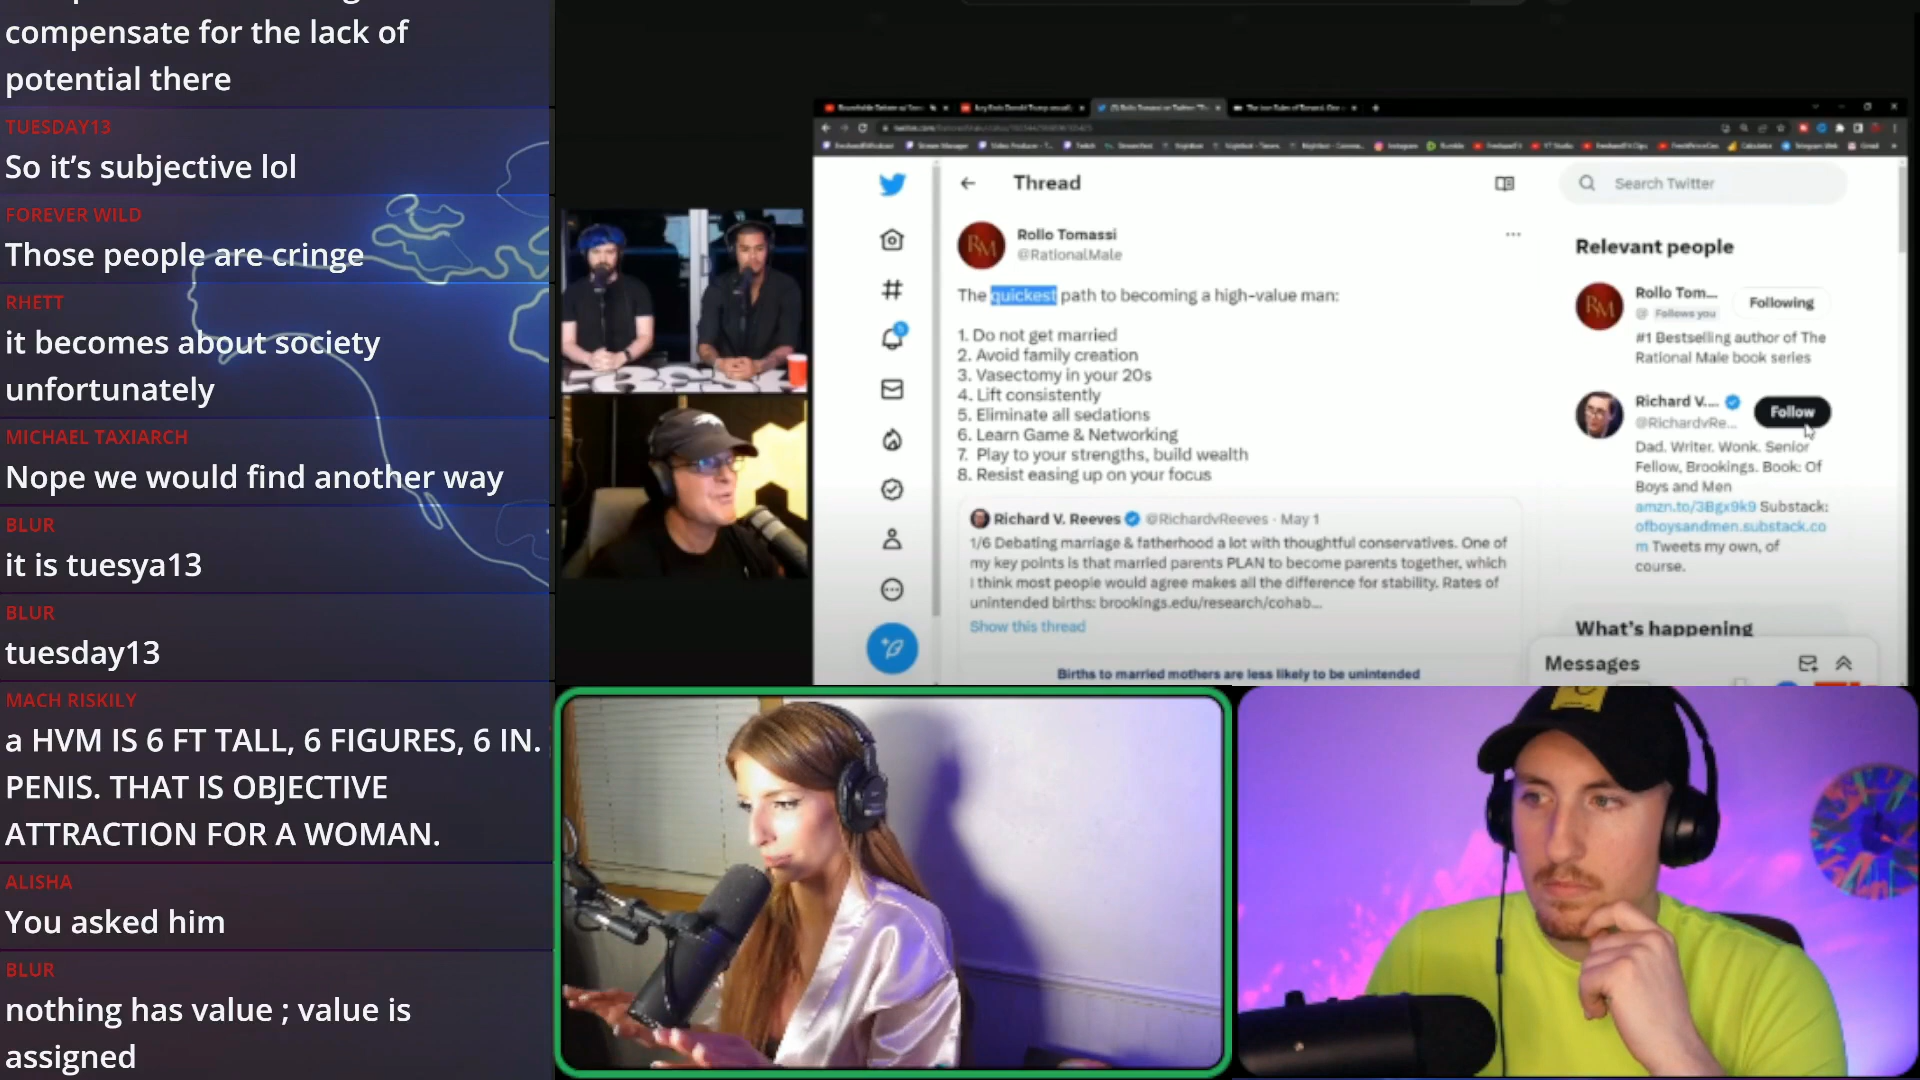 compensate for the lack of
potential there
TUESDAY13
So it’s subjective lol
FOREVER WILD
Those people are cringe
RHETT
it becomes about society
unfortunately
MICHAEL TAXIARCH
Nope we would find another way
BLUR
it is tuesya13
BLUR
tuesday13
MACH RISKILY
a HVM IS 6 FT TALL, 6 FIGURES, 6 IN.
PENIS. THAT IS OBJECTIVE
ATTRACTION FOR A WOMAN.
ALISHA
You asked him
BLUR
nothing has value ; value is
assigned
Thread
Rollo Tomassi
@RationalMale
The quickest path to becoming a high-value man:
1. Do not get married
2. Avoid family creation
3. Vasectomy in your 20s
4. Lift consistently
5. Eliminate all sedations
6. Learn Game & Networking
7. Play to your strengths, build wealth
8. Resist easing up on your focus
Richard V. Reeves @RichardvReeves · May 1
1/6 Debating marriage & fatherhood a lot with thoughtful conservatives. One of
my key points is that married parents PLAN to become parents together, which
I think most people would agree makes all the difference for stability. Rates of
unintended births: brookings.edu/research/cohab...
Show this thread
Births to married mothers are less likely to be unintended
Search Twitter
Relevant people
Rollo Tom...
Following
@ Follows you
#1 Bestselling author of The
Rational Male book series
Richard V....
Follow
@RichardvRe...
Dad. Writer. Wonk. Senior
Fellow, Brookings. Book: Of
Boys and Men
amzn.to/3Bgx9k9 Substack:
ofboysandmen.substack.co
m Tweets my own, of
course.
What's happening
Messages
RM
RM